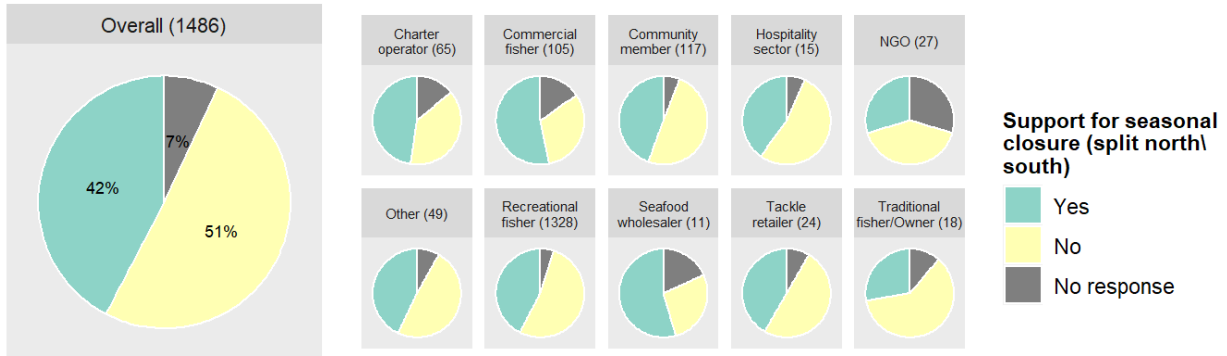 Overall (1486)
7%
42%
51%
Charter
operator (65)
Commercial
fisher (105)
Community
member (117)
Hospitality
sector (15)
NGO (27)
Other (49)
Recreational
fisher (1328)
Seafood
wholesaler (11)
Tackle
retailer (24)
Traditional
fisher/Owner (18)
Support for seasonal
closure (split north\
south)
Yes
No
No response